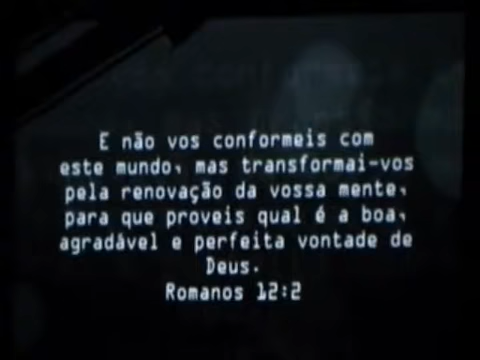 E não vos conformeis com
este mundo, mas transformai-vos
pela renovação da vossa mente,
para que proveis qual é a boa,
agradável e perfeita vontade de
Deus.
Romanos 12:2